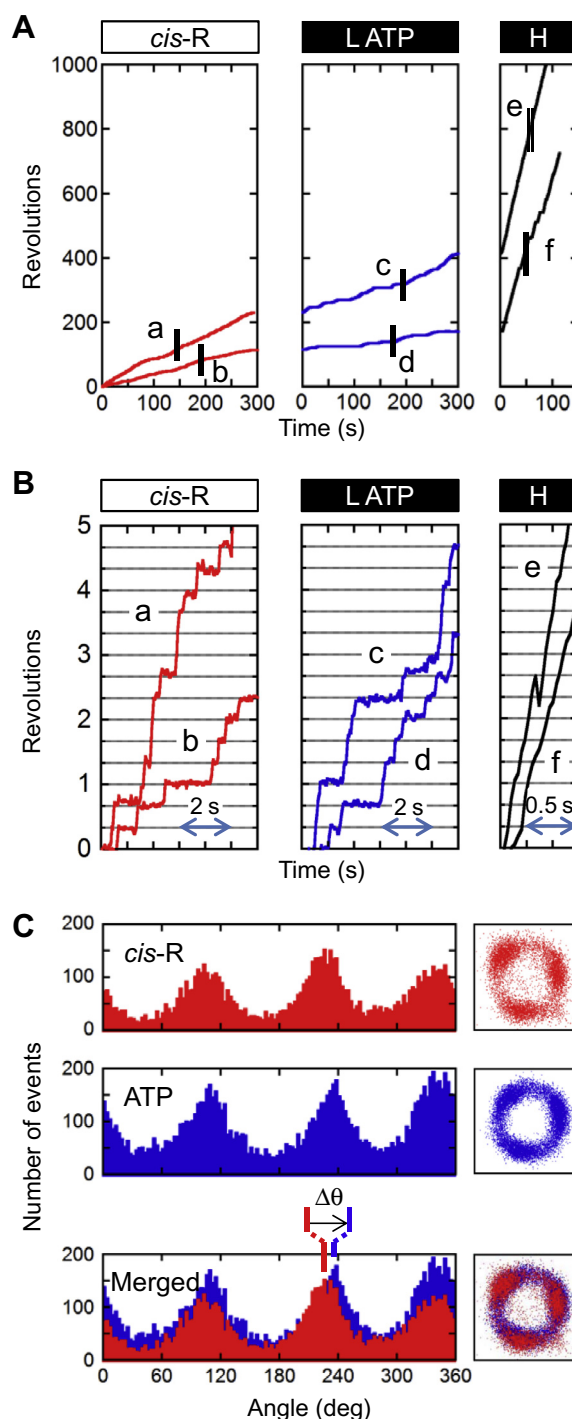 A
cis-R
L ATP
H
Revolutions
1000
800
600
400
200
0
a
b
c
d
e
f
0 100 200 300
0 100 200 300
0 100
Time (s)
B
cis-R
L ATP
H
Revolutions
5
4
3
2
1
0
a
b
2 s
c
d
2 s
e
f
0.5 s
Time (s)
C
Number of events
200
100
0
cis-R
200
100
0
ATP
Δθ
200
100
0
Merged
0 60 120 180 240 300 360
Angle (deg)